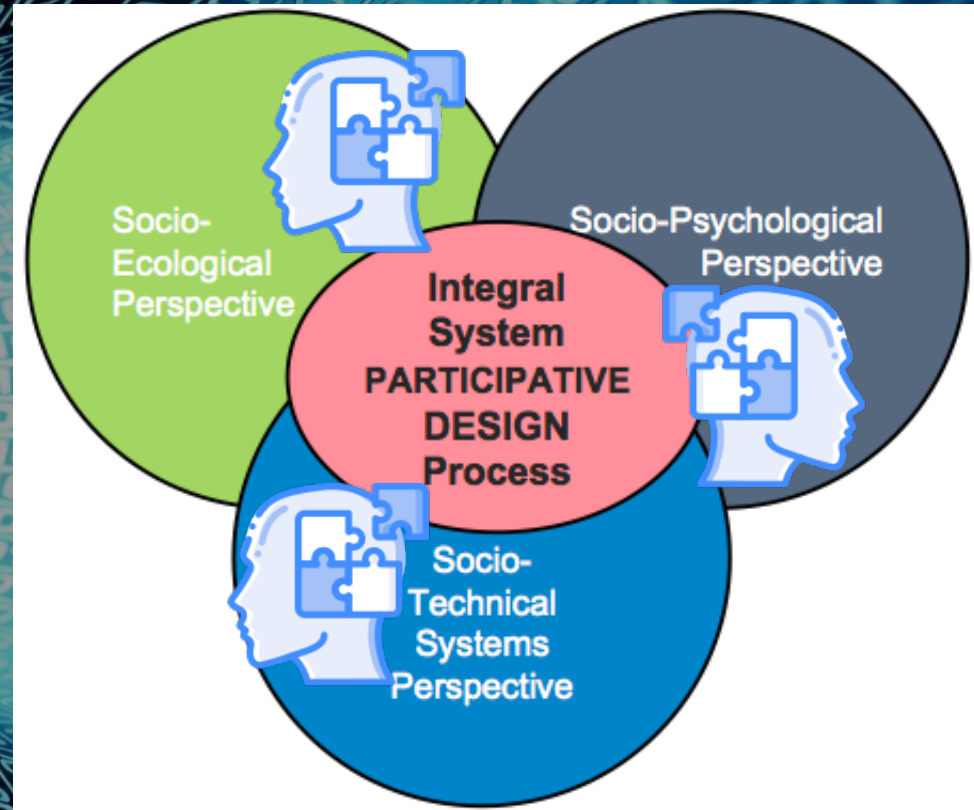 Socio-
Ecological
Perspective
Socio-Psychological
Perspective
Integral
System
PARTICIPATIVE
DESIGN
Process
Socio-
Technical
Systems
Perspective